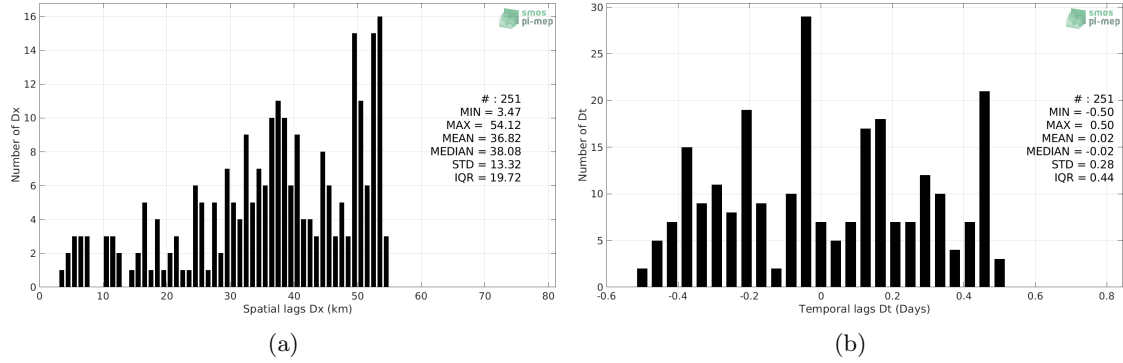 16
14
12
10
8
6
4
2
0
Number of Dx
smos
pi-mep
# : 251
MIN = 3.47
MAX = 54.12
MEAN = 36.82
MEDIAN = 38.08
STD = 13.32
IQR = 19.72
0 10 20 30 40 50 60 70 80
Spatial lags Dx (km)
(a)
30
25
20
15
10
5
0
Number of Dt
smos
pi-mep
# : 251
MIN = -0.50
MAX = 0.50
MEAN = 0.02
MEDIAN = -0.02
STD = 0.28
IQR = 0.44
-0.6 -0.4 -0.2 0 0.2 0.4 0.6 0.8
Temporal lags Dt (Days)
(b)